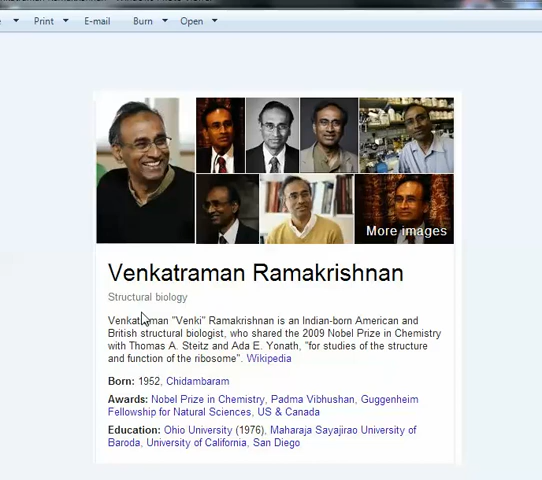 Print E-mail Burn Open
More images
Venkatraman Ramakrishnan
Structural biology
Venkatraman "Venki" Ramakrishnan is an Indian-born American and
British structural biologist, who shared the 2009 Nobel Prize in Chemistry
with Thomas A. Steitz and Ada E. Yonath, "for studies of the structure
and function of the ribosome". Wikipedia
Born: 1952, Chidambaram
Awards: Nobel Prize in Chemistry, Padma Vibhushan, Guggenheim
Fellowship for Natural Sciences, US & Canada
Education: Ohio University (1976), Maharaja Sayajirao University of
Baroda, University of California, San Diego